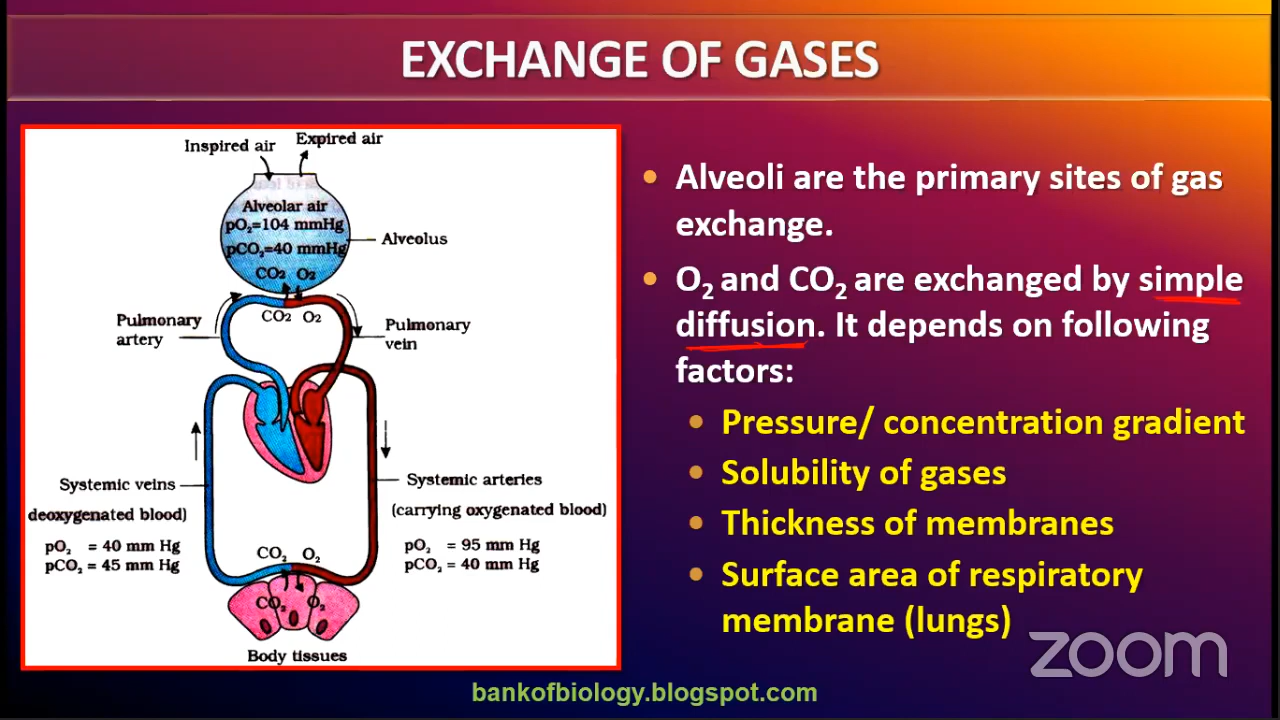 EXCHANGE OF GASES
Inspired air
Expired air
Alveolar air
pO₂=104 mmHg
pCO₂=40 mmHg
Alveolus
CO₂ O₂
CO₂ O₂
Pulmonary
artery
Pulmonary
vein
Systemic veins
deoxygenated blood)
pO₂ = 40 mm Hg
pCO₂ = 45 mm Hg
Systemic arteries
(carrying oxygenated blood)
pO₂ = 95 mm Hg
pCO₂ = 40 mm Hg
CO₂ O₂
CO₂ O₂
Body tissues
• Alveoli are the primary sites of gas
exchange.
• O₂ and CO₂ are exchanged by simple
diffusion. It depends on following
factors:
• Pressure/ concentration gradient
• Solubility of gases
• Thickness of membranes
• Surface area of respiratory
membrane (lungs)
zoom
bankofbiology.blogspot.com